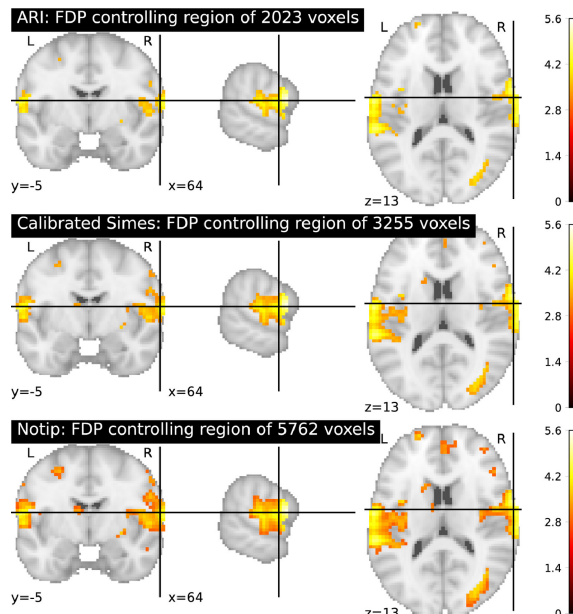 ARI: FDP controlling region of 2023 voxels
L R L R
5.6
4.2
2.8
1.4
0
y=-5 x=64 z=13
Calibrated Simes: FDP controlling region of 3255 voxels
L R R
5.6
4.2
2.8
1.4
0
y=-5 x=64 z=13
Notip: FDP controlling region of 5762 voxels
L R L R
5.6
4.2
2.8
1.4
0
y=-5 x=64 z=13